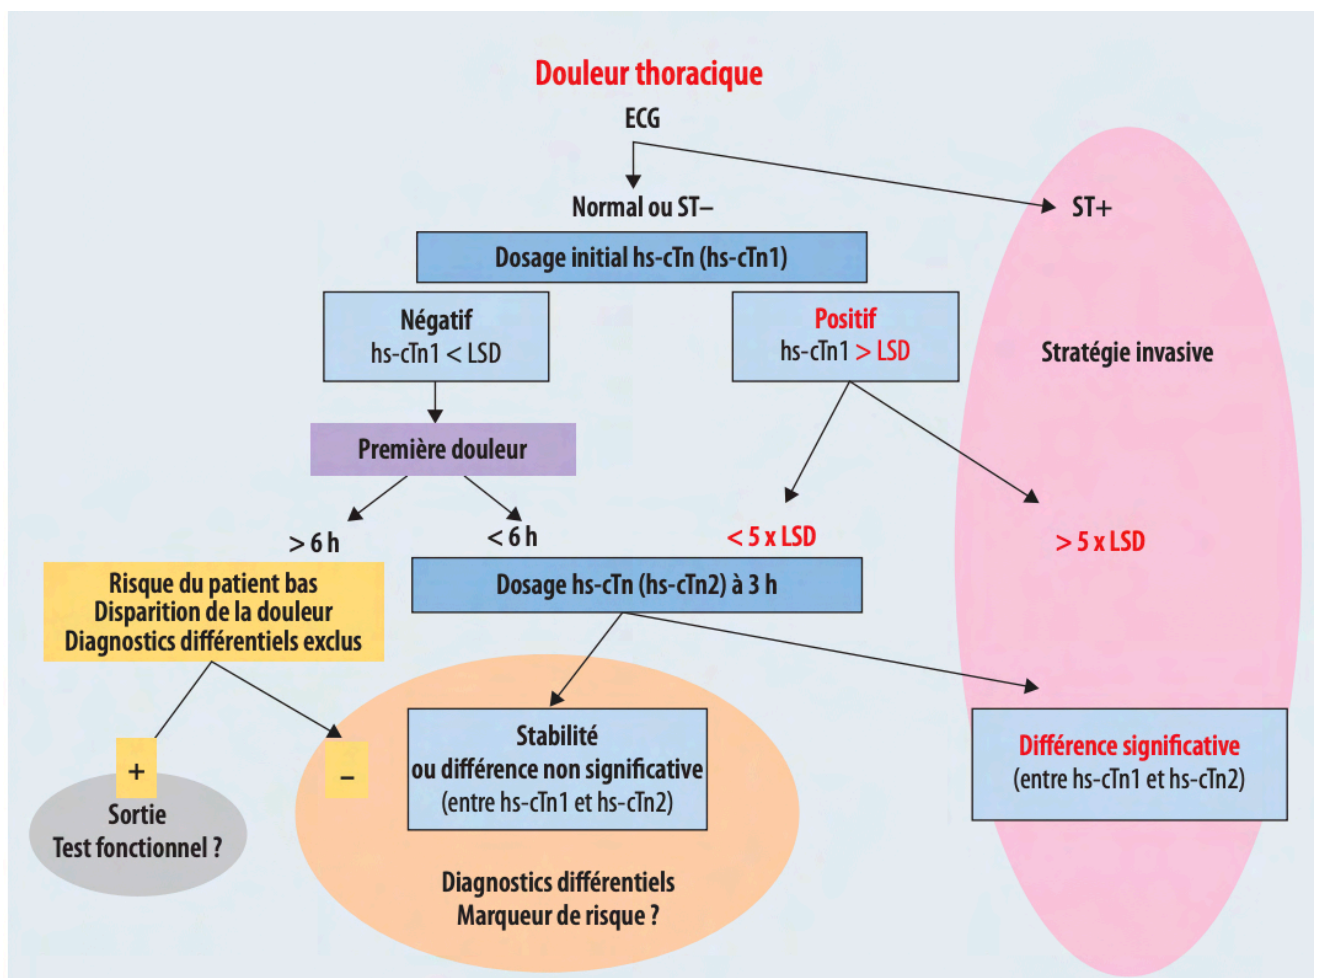 Douleur thoracique
ECG
Normal ou ST–
ST+
Dosage initial hs-cTn (hs-cTn1)
Négatif
hs-cTn1 < LSD
Positif
hs-cTn1 > LSD
Stratégie invasive
Première douleur
> 6 h
< 6 h
< 5 x LSD
> 5 x LSD
Risque du patient bas
Disparition de la douleur
Diagnostics différentiels exclus
Dosage hs-cTn (hs-cTn2) à 3 h
+
–
Stabilité
ou différence non significative
(entre hs-cTn1 et hs-cTn2)
Différence significative
(entre hs-cTn1 et hs-cTn2)
Sortie
Test fonctionnel ?
Diagnostics différentiels
Marqueur de risque ?